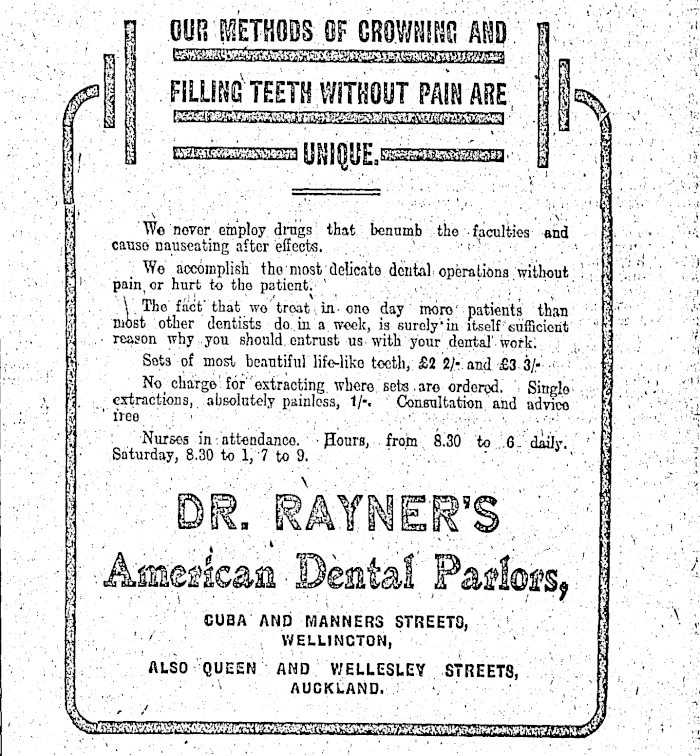 OUR METHODS OF CROWNING AND
FILLING TEETH WITHOUT PAIN ARE
UNIQUE.
We never employ drugs that benumb the faculties and
cause nauseating after effects.
We accomplish the most delicate dental operations without
pain or hurt to the patient.
The fact that we treat in one day more patients than
most other dentists do in a week, is surely in itself sufficient
reason why you should entrust us with your dental work.
Sets of most beautiful life-like teeth, £2 2/- and £3 3/-
No charge for extracting where sets are ordered. Single
extractions, absolutely painless, 1/-. Consultation and advice
free
Nurses in attendance. Hours, from 8.30 to 6 daily.
Saturday, 8.30 to 1, 7 to 9.
DR. RAYNER'S
American Dental Parlors,
CUBA AND MANNERS STREETS,
WELLINGTON,
ALSO QUEEN AND WELLESLEY STREETS,
AUCKLAND.